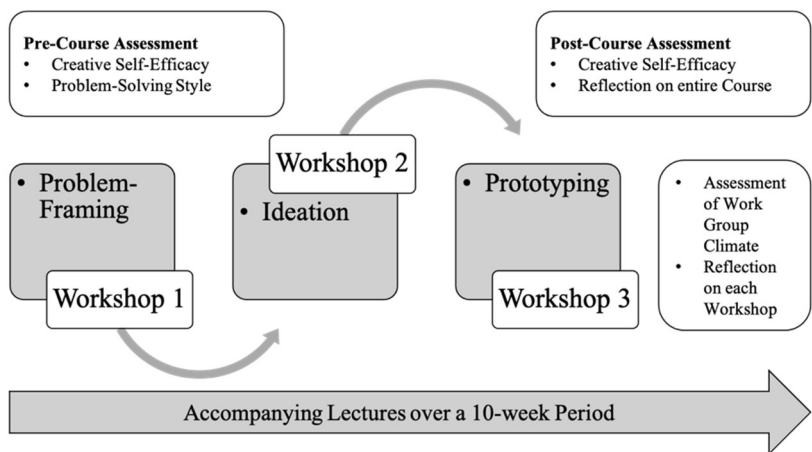 Pre-Course Assessment
• Creative Self-Efficacy
• Problem-Solving Style
Post-Course Assessment
• Creative Self-Efficacy
• Reflection on entire Course
• Problem-
Framing
Workshop 1
Workshop 2
• Ideation
• Prototyping
Workshop 3
• Assessment
of Work
Group
Climate
• Reflection
on each
Workshop
Accompanying Lectures over a 10-week Period